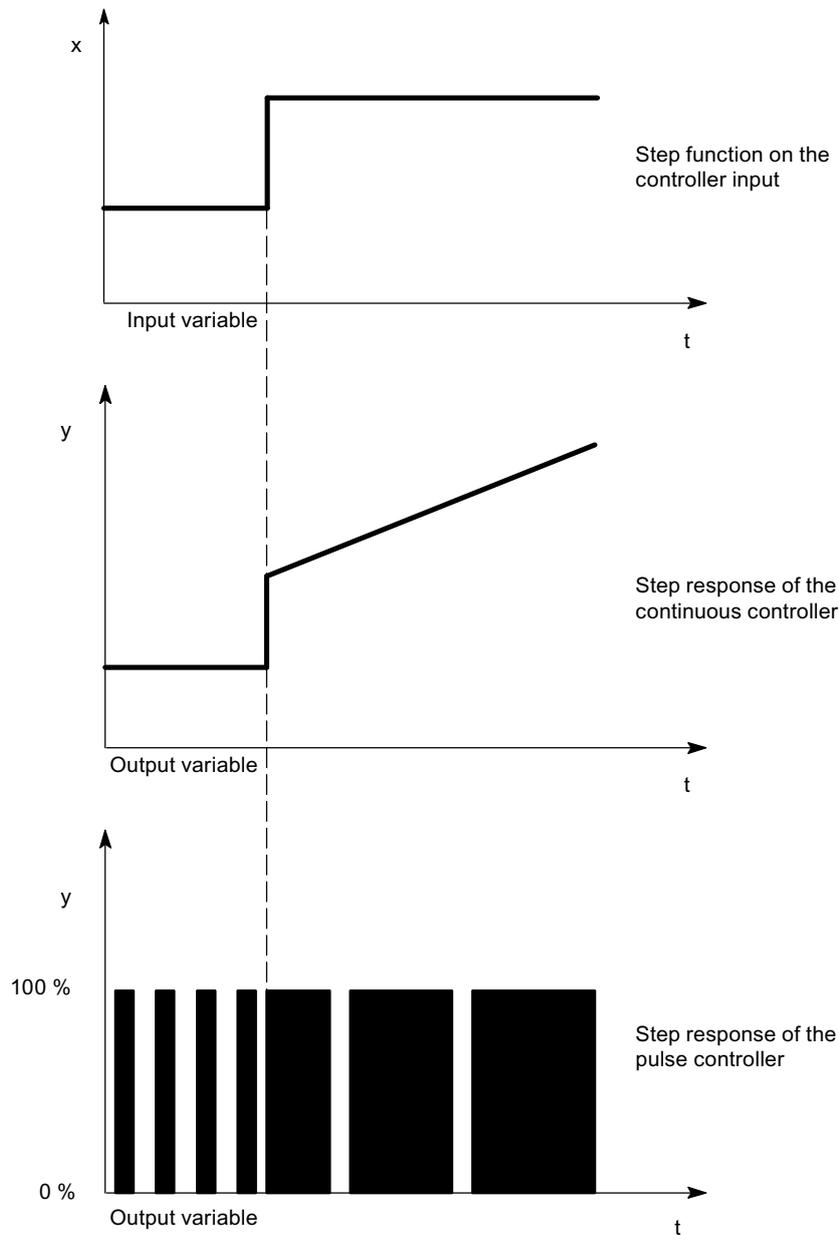 x
Step function on the
controller input
Input variable
t
y
Step response of the
continuous controller
Output variable
t
y
100 %
Step response of the
pulse controller
0 %
Output variable
t